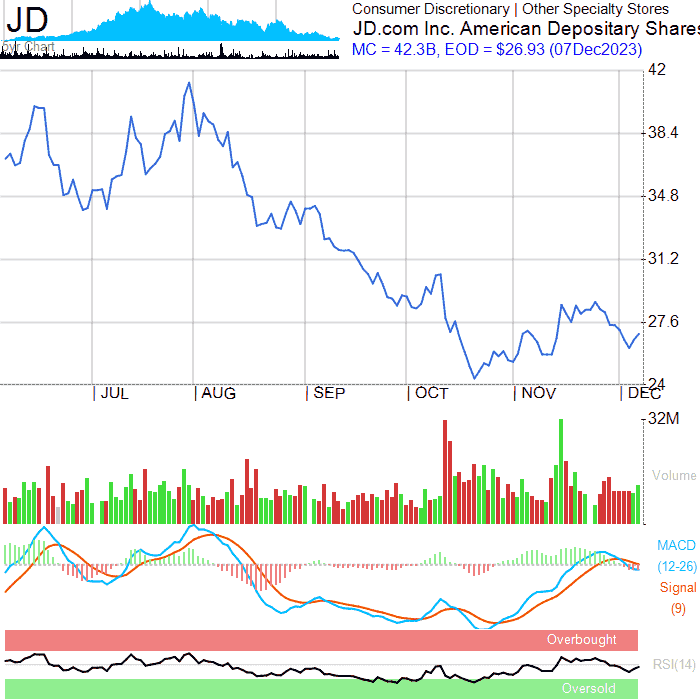 JD
5yr Chart
Consumer Discretionary | Other Specialty Stores
JD.com Inc. American Depositary Shares
MC = 42.3B, EOD = $26.93 (07Dec2023)
42
38.4
34.8
31.2
27.6
24
JUL
AUG
SEP
OCT
NOV
DEC
32M
Volume
MACD
(12-26)
Signal
(9)
Overbought
RSI(14)
Oversold